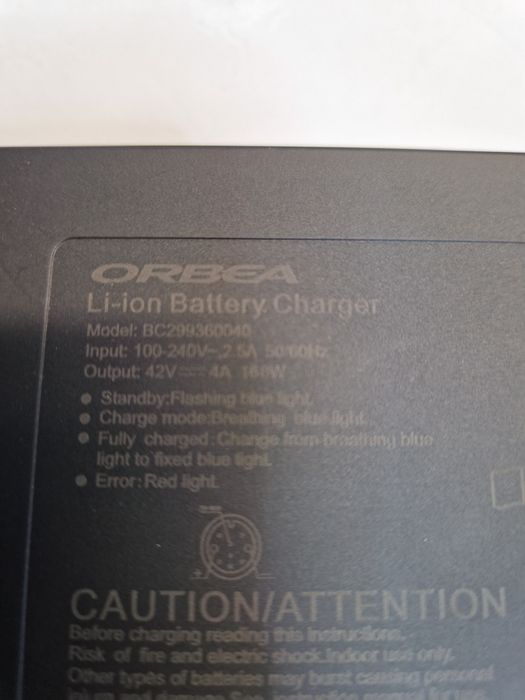 ORBEA
Li-ion Battery Charger
Model: BC299360040
Input: 100-240V~,2.5A 50/60Hz
Output: 42V 4A 168W
Standby:Flashing blue light.
Charge mode:Breathing blue light.
Fully charged:Change from breathing blue
light to fixed blue light.
Error:Red light.
CAUTION/ATTENTION
Before charging reading this instructions.
Risk of fire and electric shock.Indoor use only.
Other types of batteries may burst causing personal
injury and damage.